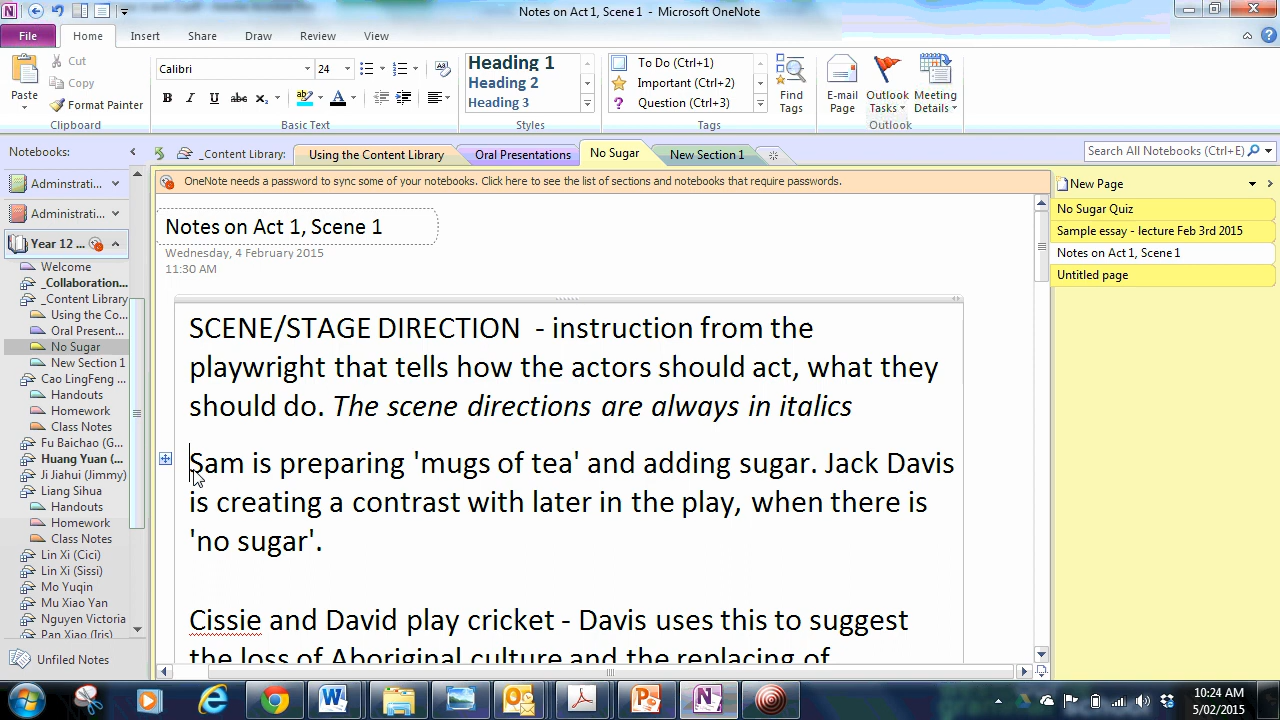 Notes on Act 1, Scene 1 - Microsoft OneNote
File Home Insert Share Draw Review View
Paste
Cut
Copy
Format Painter
Clipboard
Calibri 24
B I U abc X₂ A
Basic Text
Heading 1
Heading 2
Heading 3
Styles
To Do (Ctrl+1)
Important (Ctrl+2)
Question (Ctrl+3)
Tags
Find Tags
E-mail Page
Outlook Tasks
Meeting Details
Outlook
Notebooks:
_Content Library:
Using the Content Library
Oral Presentations
No Sugar
New Section 1
Search All Notebooks (Ctrl+E)
OneNote needs a password to sync some of your notebooks. Click here to see the list of sections and notebooks that require passwords.
Adminstrati...
Administrati...
Year 12 ...
Welcome
_Collaboration...
_Content Library
Using the Co...
Oral Present...
No Sugar
New Section 1
Cao LingFeng ...
Handouts
Homework
Class Notes
Fu Baichao (G...
Huang Yuan (...
Ji Jiahui (Jimmy)
Liang Sihua
Handouts
Homework
Class Notes
Lin Xi (Cici)
Lin Xi (Sissi)
Mo Yuqin
Mu Xiao Yan
Nguyen Victoria
Pan Xiao (Iris)
Unfiled Notes
Notes on Act 1, Scene 1
Wednesday, 4 February 2015
11:30 AM
SCENE/STAGE DIRECTION - instruction from the
playwright that tells how the actors should act, what they
should do. The scene directions are always in italics
Sam is preparing 'mugs of tea' and adding sugar. Jack Davis
is creating a contrast with later in the play, when there is
'no sugar'.
Cissie and David play cricket - Davis uses this to suggest
the loss of Aboriginal culture and the replacing of
New Page
No Sugar Quiz
Sample essay - lecture Feb 3rd 2015
Notes on Act 1, Scene 1
Untitled page
10:24 AM
5/02/2015